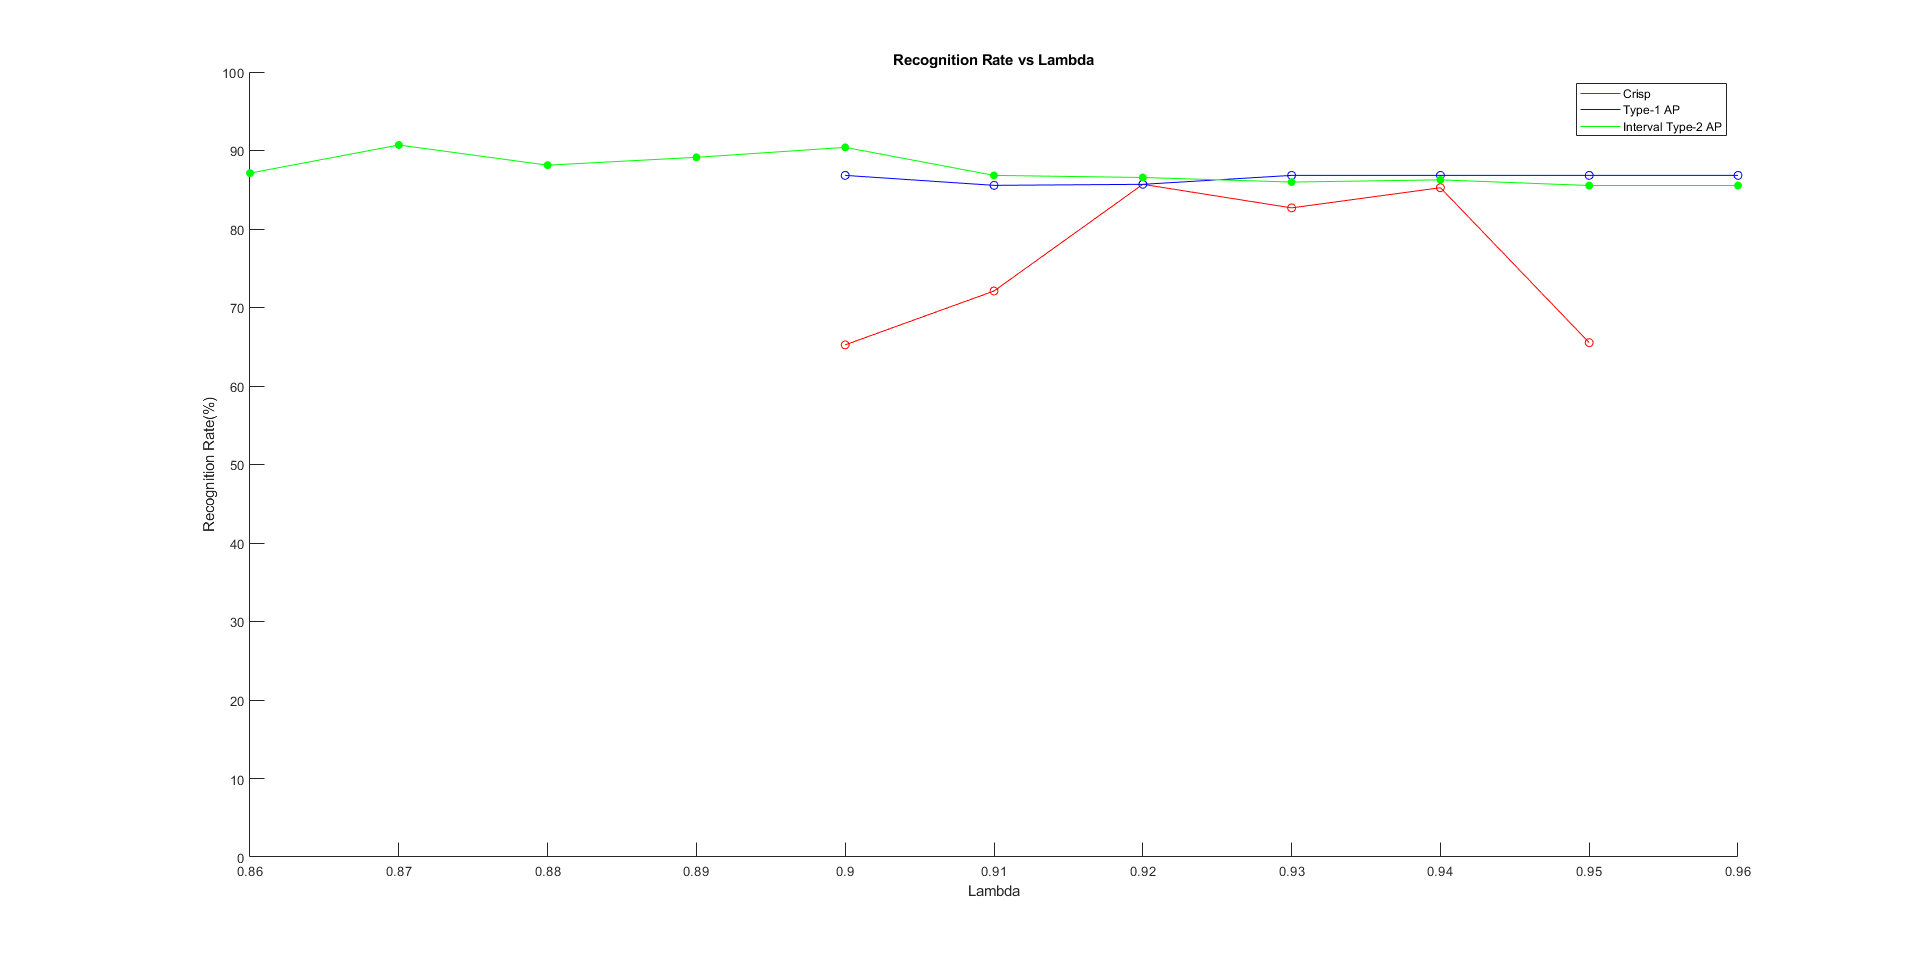 Recognition Rate vs Lambda
Crisp
Type-1 AP
Interval Type-2 AP
Recognition Rate(%)
100
90
80
70
60
50
40
30
20
10
0
0.86 0.87 0.88 0.89 0.9 0.91 0.92 0.93 0.94 0.95 0.96
Lambda